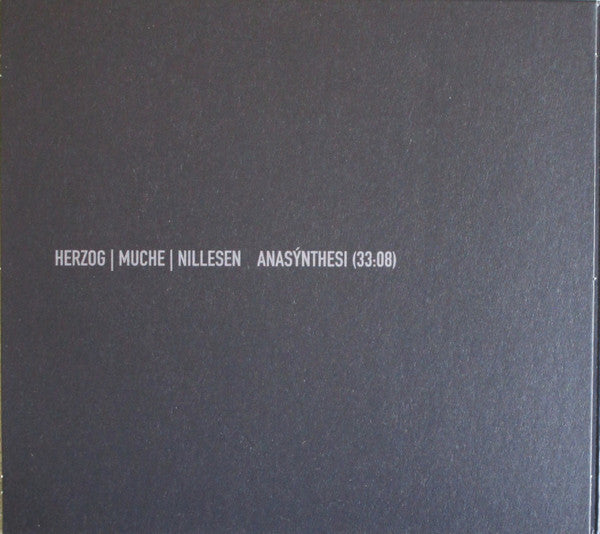 HERZOG | MUCHE | NILLESEN ANASÝNTHESI (33:08)